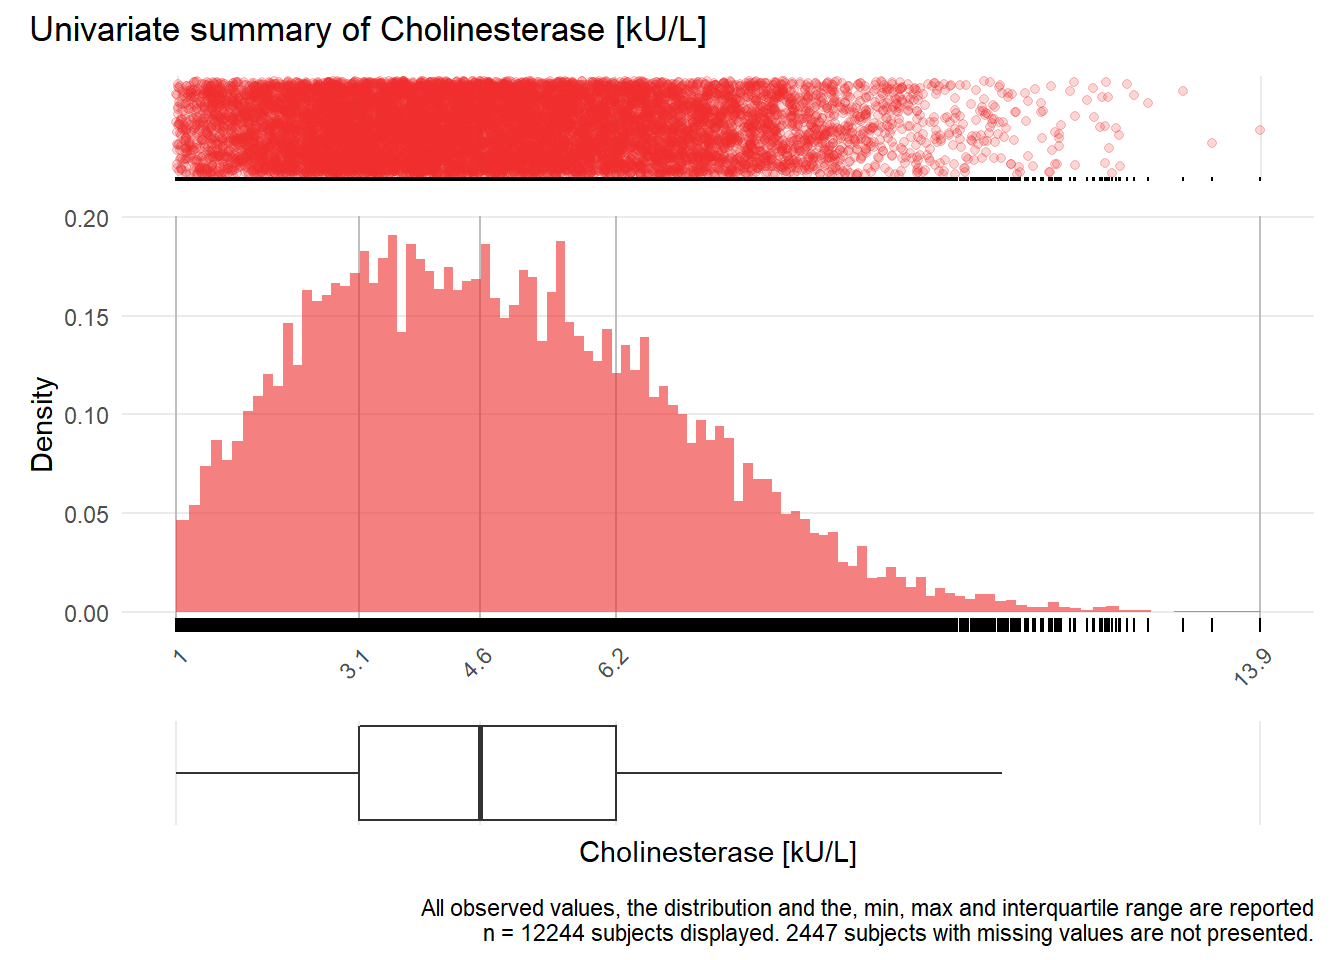 Univariate summary of Cholinesterase [kU/L]
0.20
0.15
0.10
0.05
0.00
Density
1
3.1
4.6
6.2
13.9
Cholinesterase [kU/L]
All observed values, the distribution and the, min, max and interquartile range are reported
n = 12244 subjects displayed. 2447 subjects with missing values are not presented.